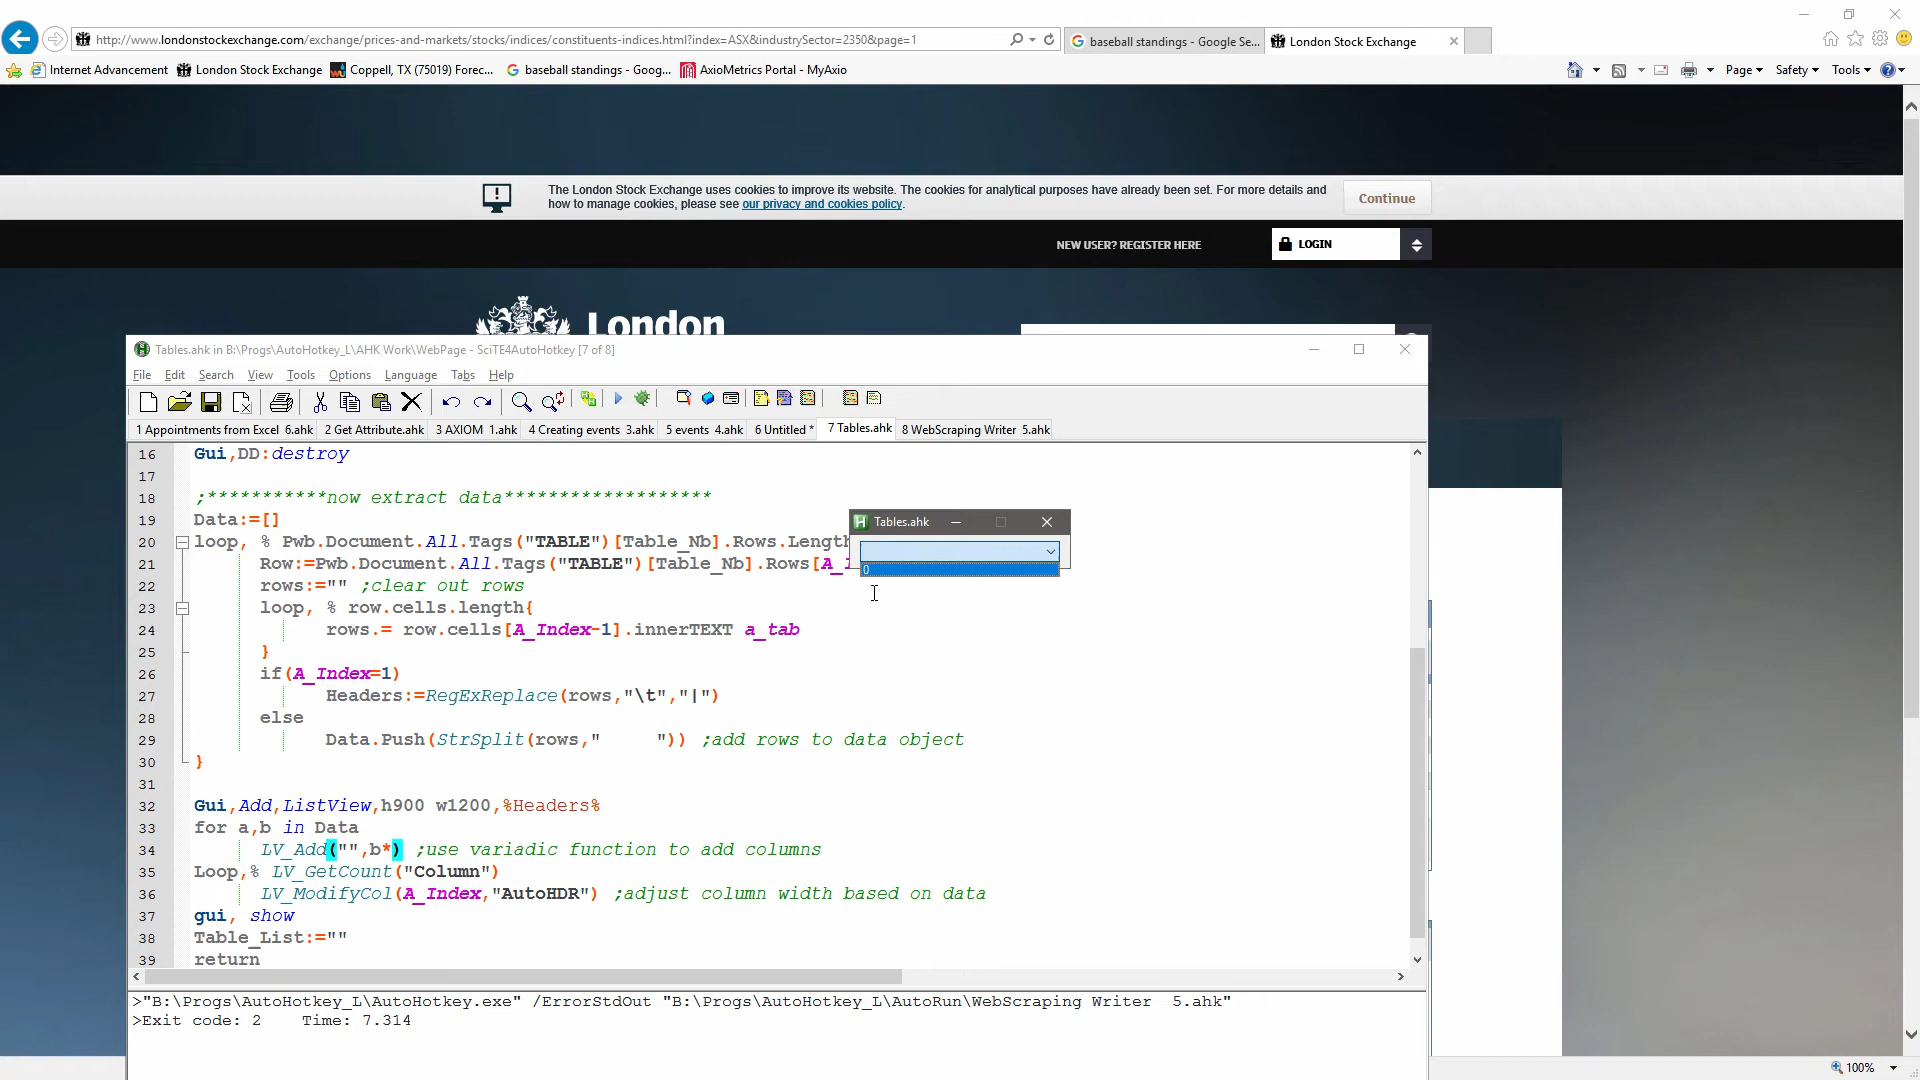 http://www.londonstockexchange.com/exchange/prices-and-markets/stocks/indices/constituents-indices.html?index=ASX&industrySector=2350&page=1
baseball standings - Google Se...
London Stock Exchange
Internet Advancement
London Stock Exchange
Coppell, TX (75019) Forec...
baseball standings - Goog...
AxioMetrics Portal - MyAxio
Page
Safety
Tools
The London Stock Exchange uses cookies to improve its website. The cookies for analytical purposes have already been set. For more details and
how to manage cookies, please see our privacy and cookies policy.
Continue
NEW USER? REGISTER HERE
LOGIN
London
Tables.ahk in B:\Progs\AutoHotkey_L\AHK Work\WebPage - SciTE4AutoHotkey [7 of 8]
File Edit Search View Tools Options Language Tabs Help
1 Appointments from Excel 6.ahk
2 Get Attribute.ahk
3 AXIOM 1.ahk
4 Creating events 3.ahk
5 events 4.ahk
6 Untitled *
7 Tables.ahk
8 WebScraping Writer 5.ahk
16 Gui,DD:destroy
17
18 ;***********now extract data*******************
19 Data:=[]
20 loop, % Pwb.Document.All.Tags("TABLE")[Table_Nb].Rows.Length
21 Row:=Pwb.Document.All.Tags("TABLE")[Table_Nb].Rows[A_I
22 rows:="" ;clear out rows
23 loop, % row.cells.length{
24 rows.= row.cells[A_Index-1].innerTEXT a_tab
25 }
26 if(A_Index=1)
27 Headers:=RegExReplace(rows,"\t","|")
28 else
29 Data.Push(StrSplit(rows,"     ")) ;add rows to data object
30 }
31
32 Gui,Add,ListView,h900 w1200,%Headers%
33 for a,b in Data
34 LV_Add("",b*) ;use variadic function to add columns
35 Loop,% LV_GetCount("Column")
36 LV_ModifyCol(A_Index,"AutoHDR") ;adjust column width based on data
37 gui, show
38 Table_List:=""
39 return
Tables.ahk
0
>"B:\Progs\AutoHotkey_L\AutoHotkey.exe" /ErrorStdOut "B:\Progs\AutoHotkey_L\AutoRun\WebScraping Writer  5.ahk"
>Exit code: 2    Time: 7.314
100%